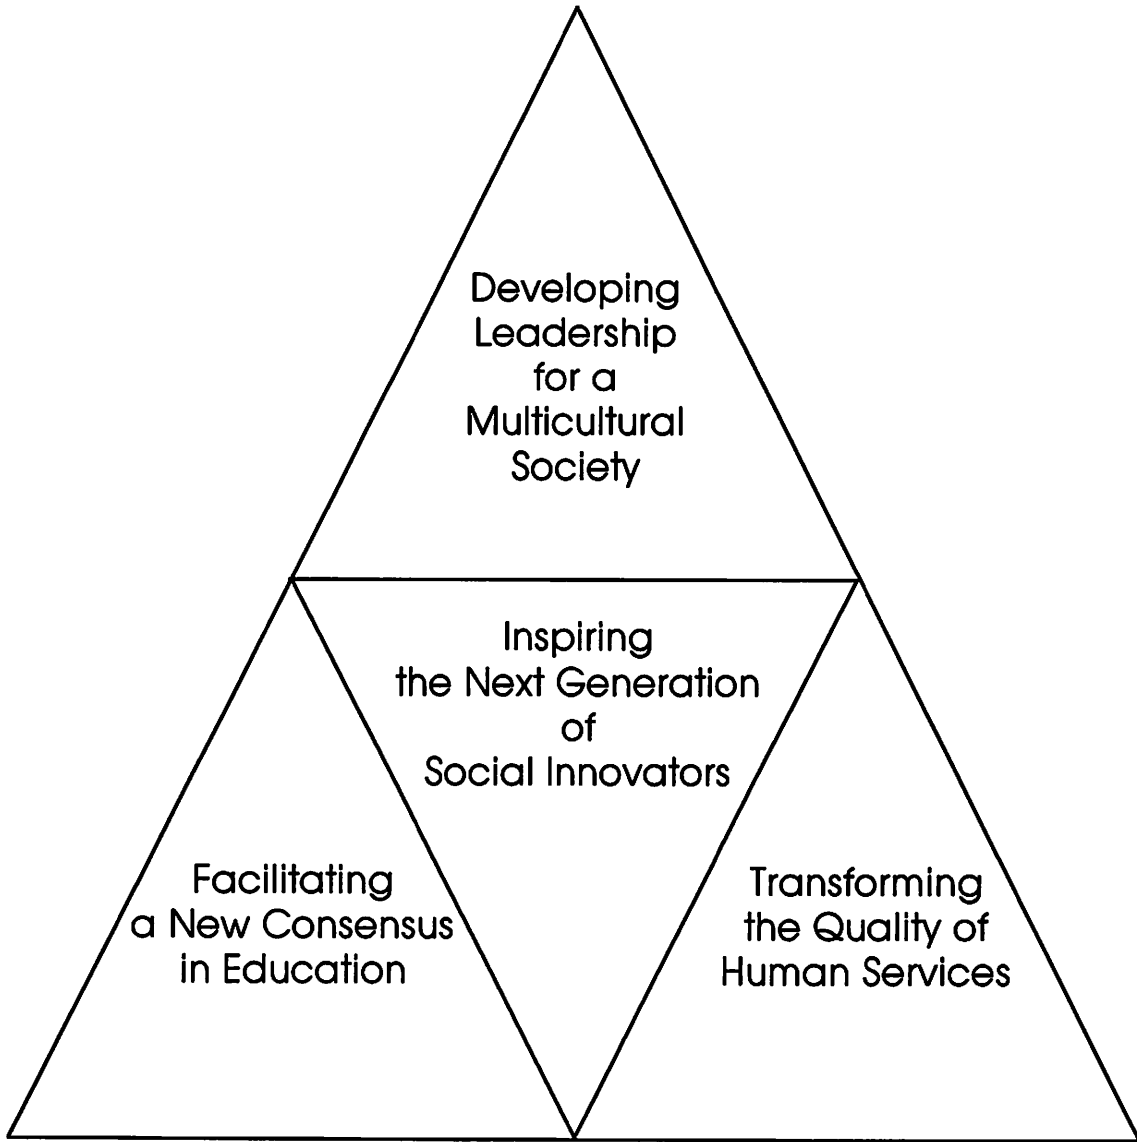 Developing
Leadership
for a
Multicultural
Society
Inspiring
the Next Generation
of
Social Innovators
Facilitating
a New Consensus
in Education
Transforming
the Quality of
Human Services